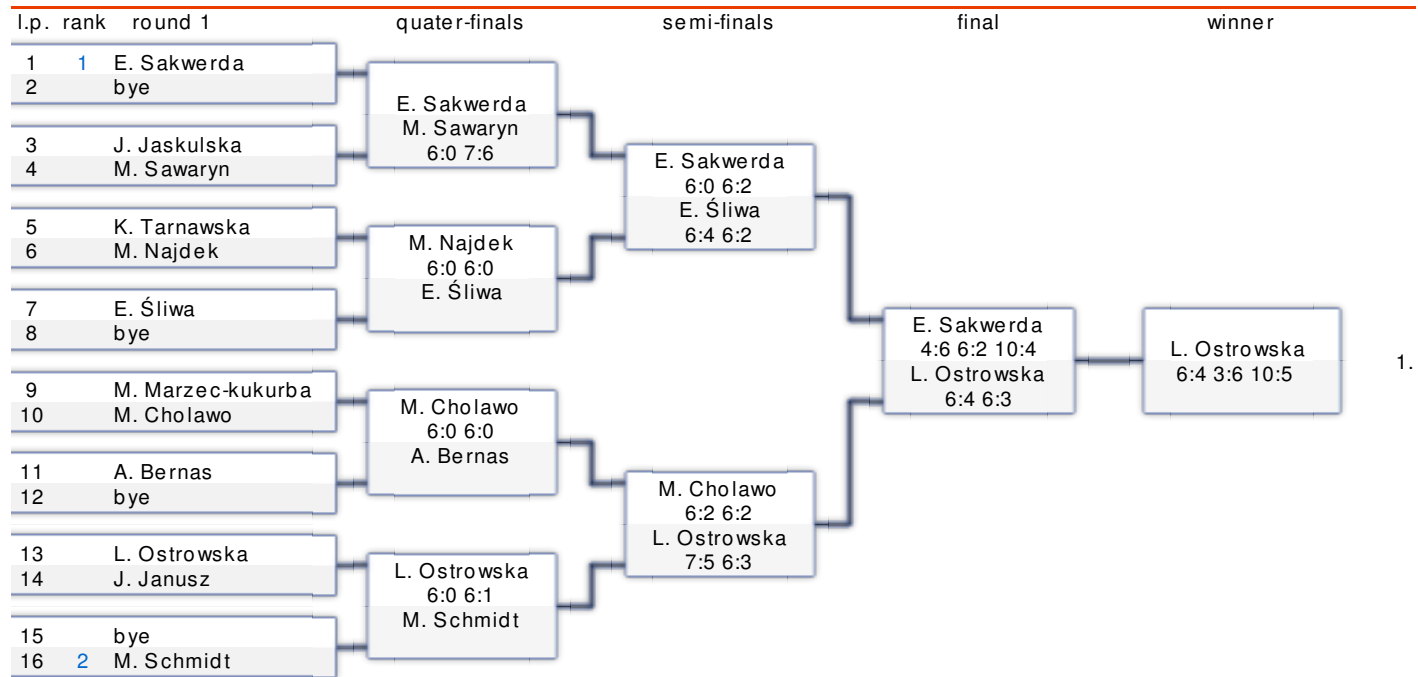 l.p. rank round 1 quater-finals semi-finals final winner
1 1 E. Sakwerda
2 bye
3 J. Jaskulska
4 M. Sawaryn
5 K. Tarnawska
6 M. Najdek
7 E. Śliwa
8 bye
9 M. Marzec-kukurba
10 M. Cholawo
11 A. Bernas
12 bye
13 L. Ostrowska
14 J. Janusz
15 bye
16 2 M. Schmidt
E. Sakwerda
M. Sawaryn
6:0 7:6
M. Najdek
6:0 6:0
E. Śliwa
M. Cholawo
6:0 6:0
A. Bernas
L. Ostrowska
6:0 6:1
M. Schmidt
E. Sakwerda
6:0 6:2
E. Śliwa
6:4 6:2
M. Cholawo
6:2 6:2
L. Ostrowska
7:5 6:3
E. Sakwerda
4:6 6:2 10:4
L. Ostrowska
6:4 6:3
L. Ostrowska
6:4 3:6 10:5
1.